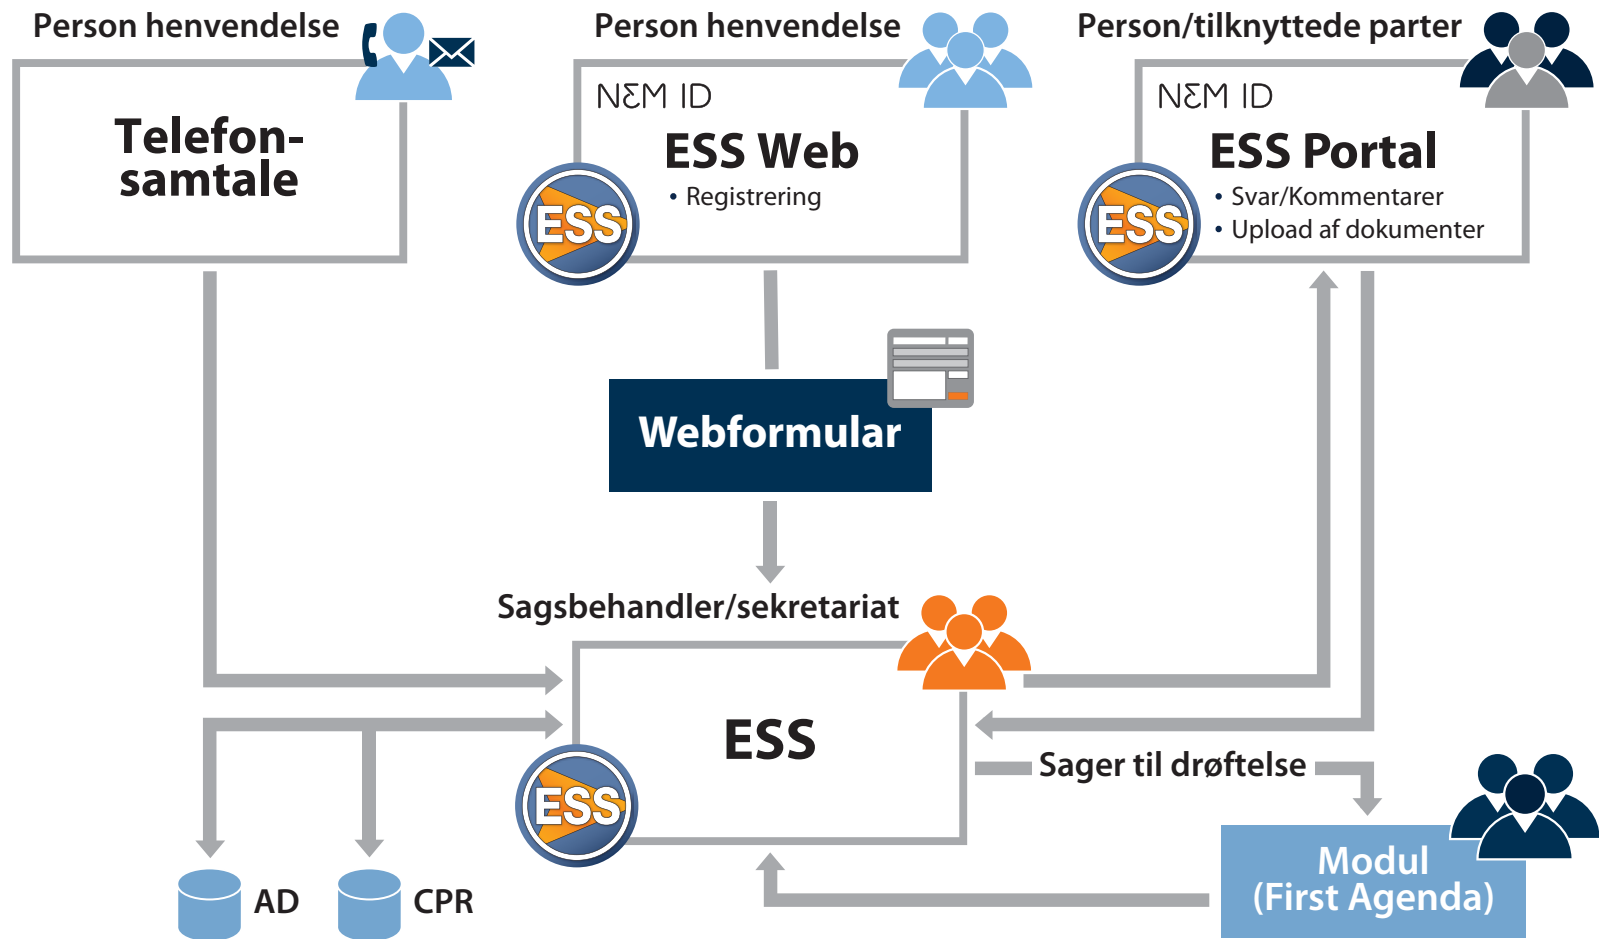 Person henvendelse
Telefon-
samtale
Person henvendelse
NEM ID
ESS Web
• Registrering
ESS
Person/tilknyttede parter
NEM ID
ESS Portal
• Svar/Kommentarer
• Upload af dokumenter
ESS
Webformular
Sagsbehandler/sekretariat
ESS
ESS
Sager til drøftelse
Modul
(First Agenda)
AD
CPR